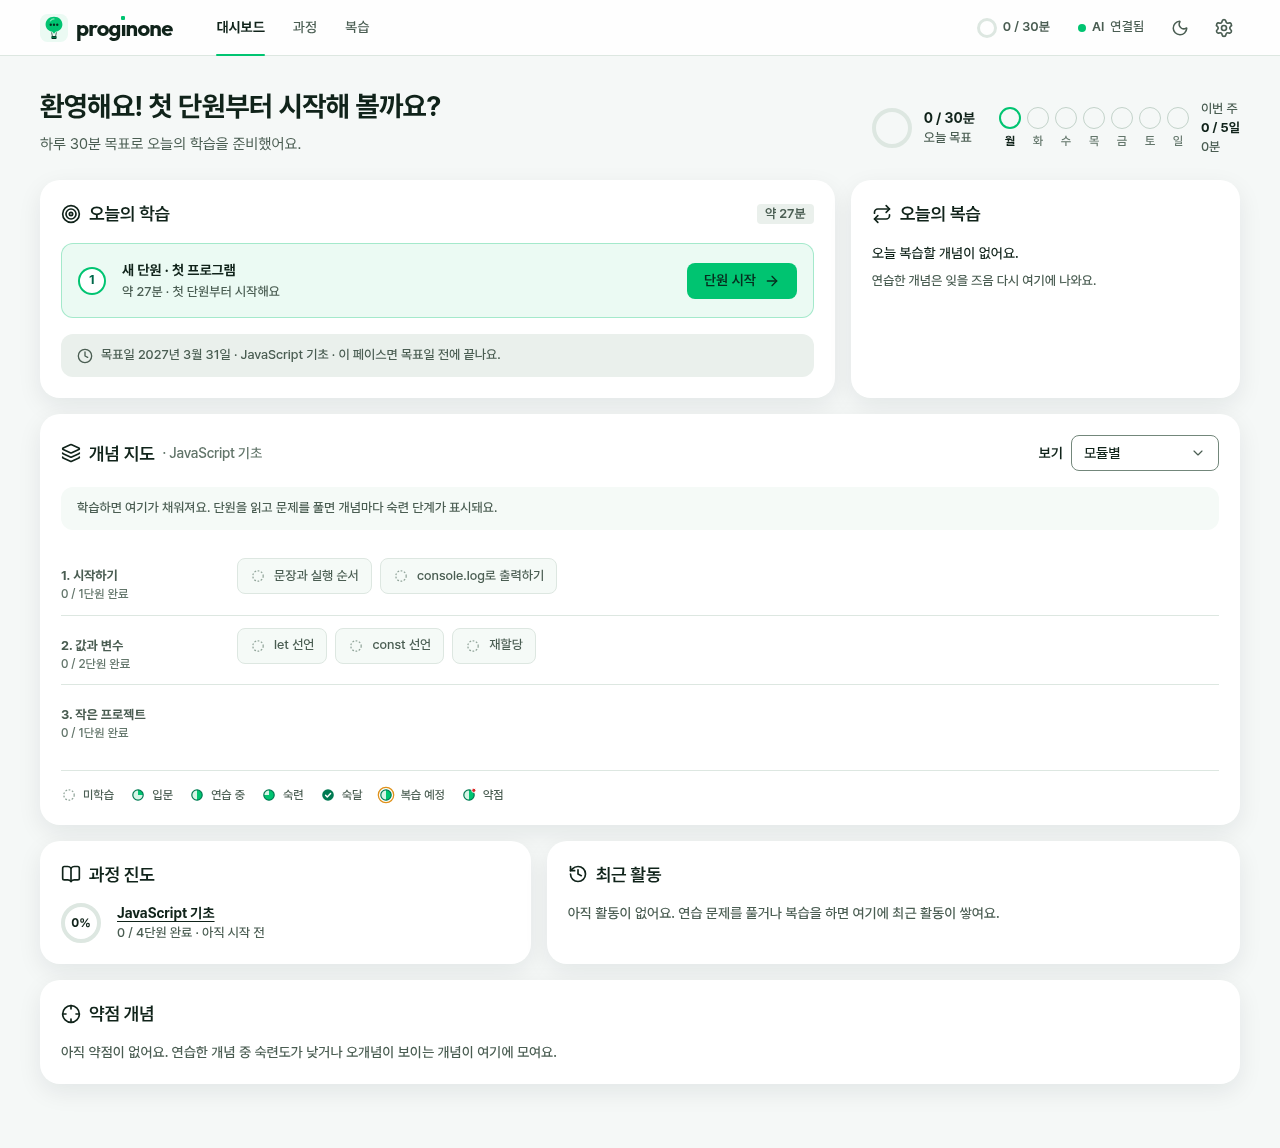 proginone
대시보드 과정 복습
0 / 30분
AI 연결됨
환영해요! 첫 단원부터 시작해 볼까요?
하루 30분 목표로 오늘의 학습을 준비했어요.
0 / 30분
오늘 목표
월 화 수 목 금 토 일
이번 주
0 / 5일
0분
오늘의 학습
약 27분
1
새 단원 · 첫 프로그램
약 27분 · 첫 단원부터 시작해요
단원 시작
목표일 2027년 3월 31일 · JavaScript 기초 · 이 페이스면 목표일 전에 끝나요.
오늘의 복습
오늘 복습할 개념이 없어요.
연습한 개념은 잊을 즈음 다시 여기에 나와요.
개념 지도 · JavaScript 기초
보기 모듈별
학습하면 여기가 채워져요. 단원을 읽고 문제를 풀면 개념마다 숙련 단계가 표시돼요.
1. 시작하기
0 / 1단원 완료
문장과 실행 순서
console.log로 출력하기
2. 값과 변수
0 / 2단원 완료
let 선언
const 선언
재할당
3. 작은 프로젝트
0 / 1단원 완료
미학습 입문 연습 중 숙련 숙달 복습 예정 약점
과정 진도
0%
JavaScript 기초
0 / 4단원 완료 · 아직 시작 전
최근 활동
아직 활동이 없어요. 연습 문제를 풀거나 복습을 하면 여기에 최근 활동이 쌓여요.
약점 개념
아직 약점이 없어요. 연습한 개념 중 숙련도가 낮거나 오개념이 보이는 개념이 여기에 모여요.